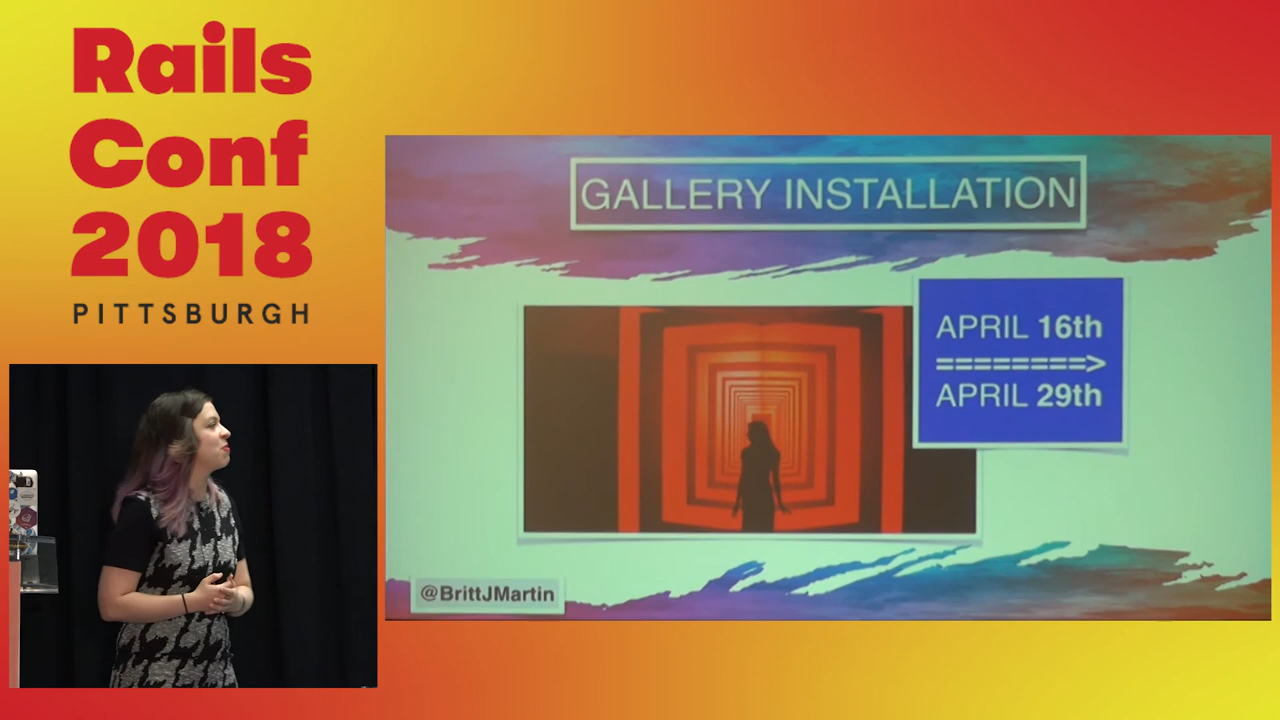 Rails
Conf
2018
PITTSBURGH
GALLERY INSTALLATION
APRIL 16th
========>
APRIL 29th
@BrittJMartin